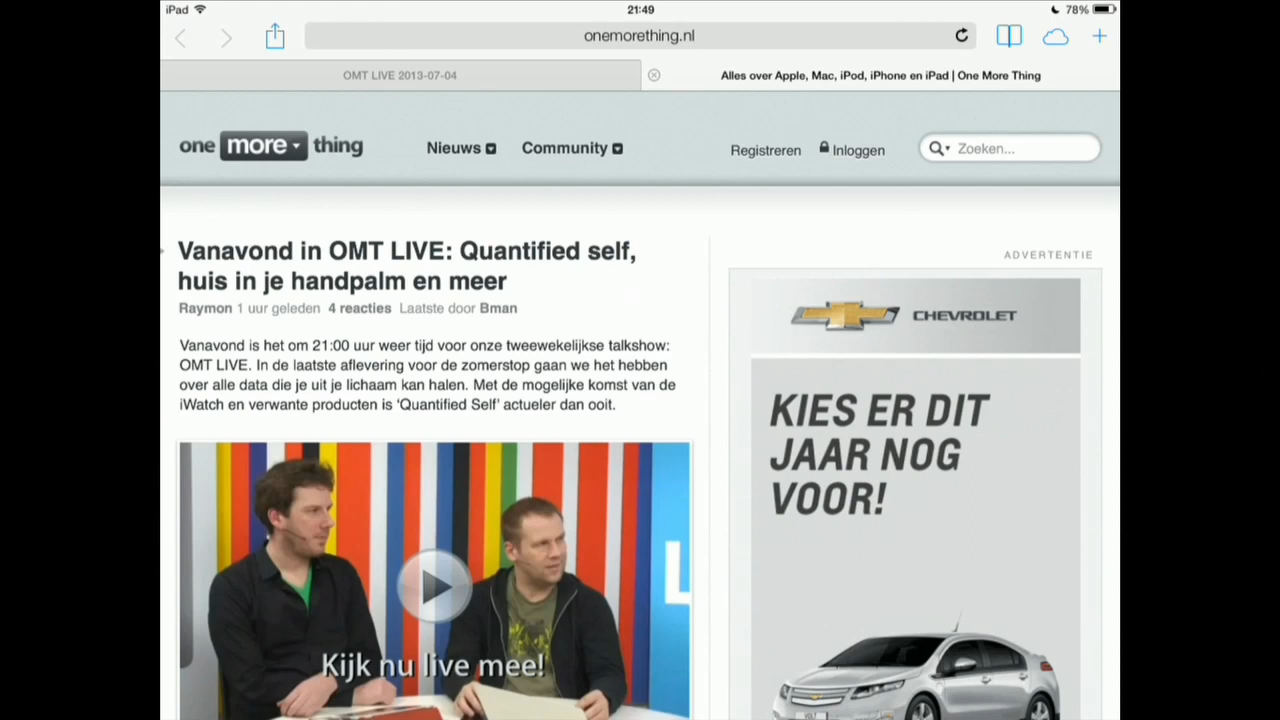 iPad 21:49 78%
onemorething.nl
OMT LIVE 2013-07-04 Alles over Apple, Mac, iPod, iPhone en iPad | One More Thing
one more thing Nieuws Community Registreren Inloggen Zoeken...
Vanavond in OMT LIVE: Quantified self,
huis in je handpalm en meer
Raymon 1 uur geleden 4 reacties Laatste door Bman
Vanavond is het om 21:00 uur weer tijd voor onze tweewekelijkse talkshow:
OMT LIVE. In de laatste aflevering voor de zomerstop gaan we het hebben
over alle data die je uit je lichaam kan halen. Met de mogelijke komst van de
iWatch en verwante producten is ‘Quantified Self’ actueler dan ooit.
L
Kijk nu live mee!
ADVERTENTIE
CHEVROLET
KIES ER DIT
JAAR NOG
VOOR!